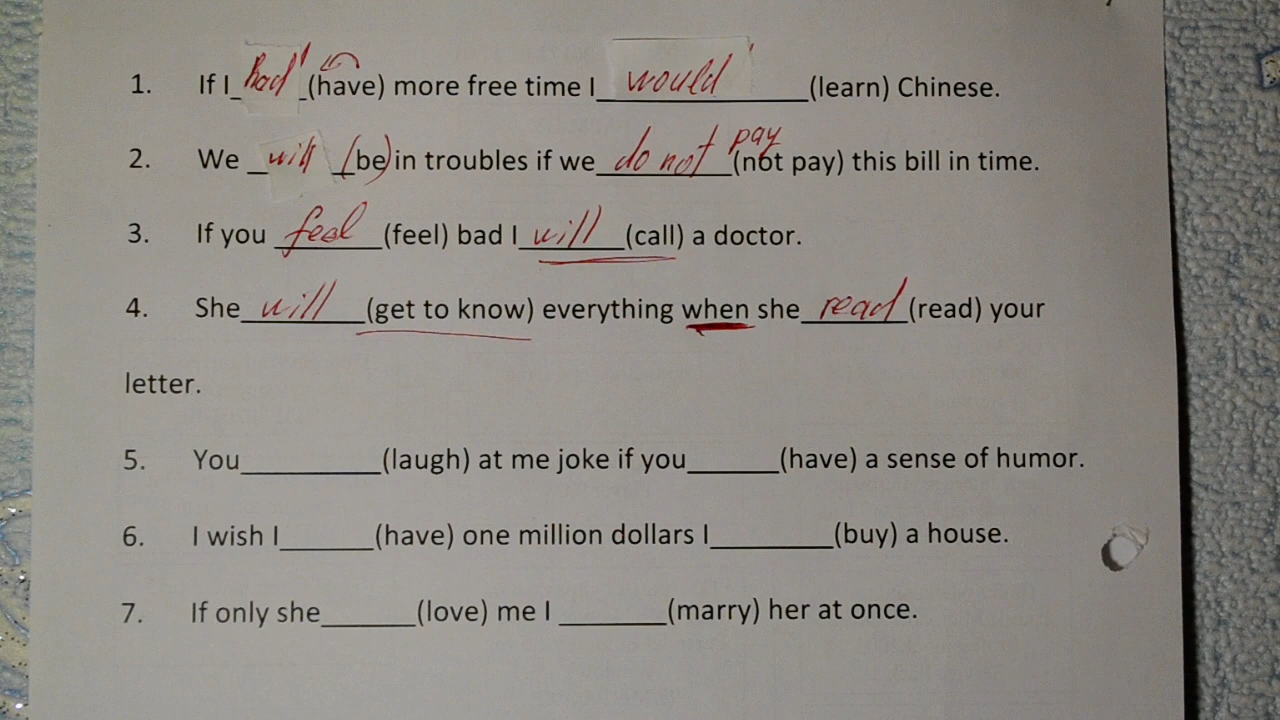 1. If I had (have) more free time I would (learn) Chinese.
2. We will (be) in troubles if we do not pay (not pay) this bill in time.
3. If you feel (feel) bad I will (call) a doctor.
4. She will (get to know) everything when she read (read) your
letter.
5. You__________(laugh) at me joke if you______(have) a sense of humor.
6. I wish I______(have) one million dollars I________(buy) a house.
7. If only she______(love) me I _______(marry) her at once.